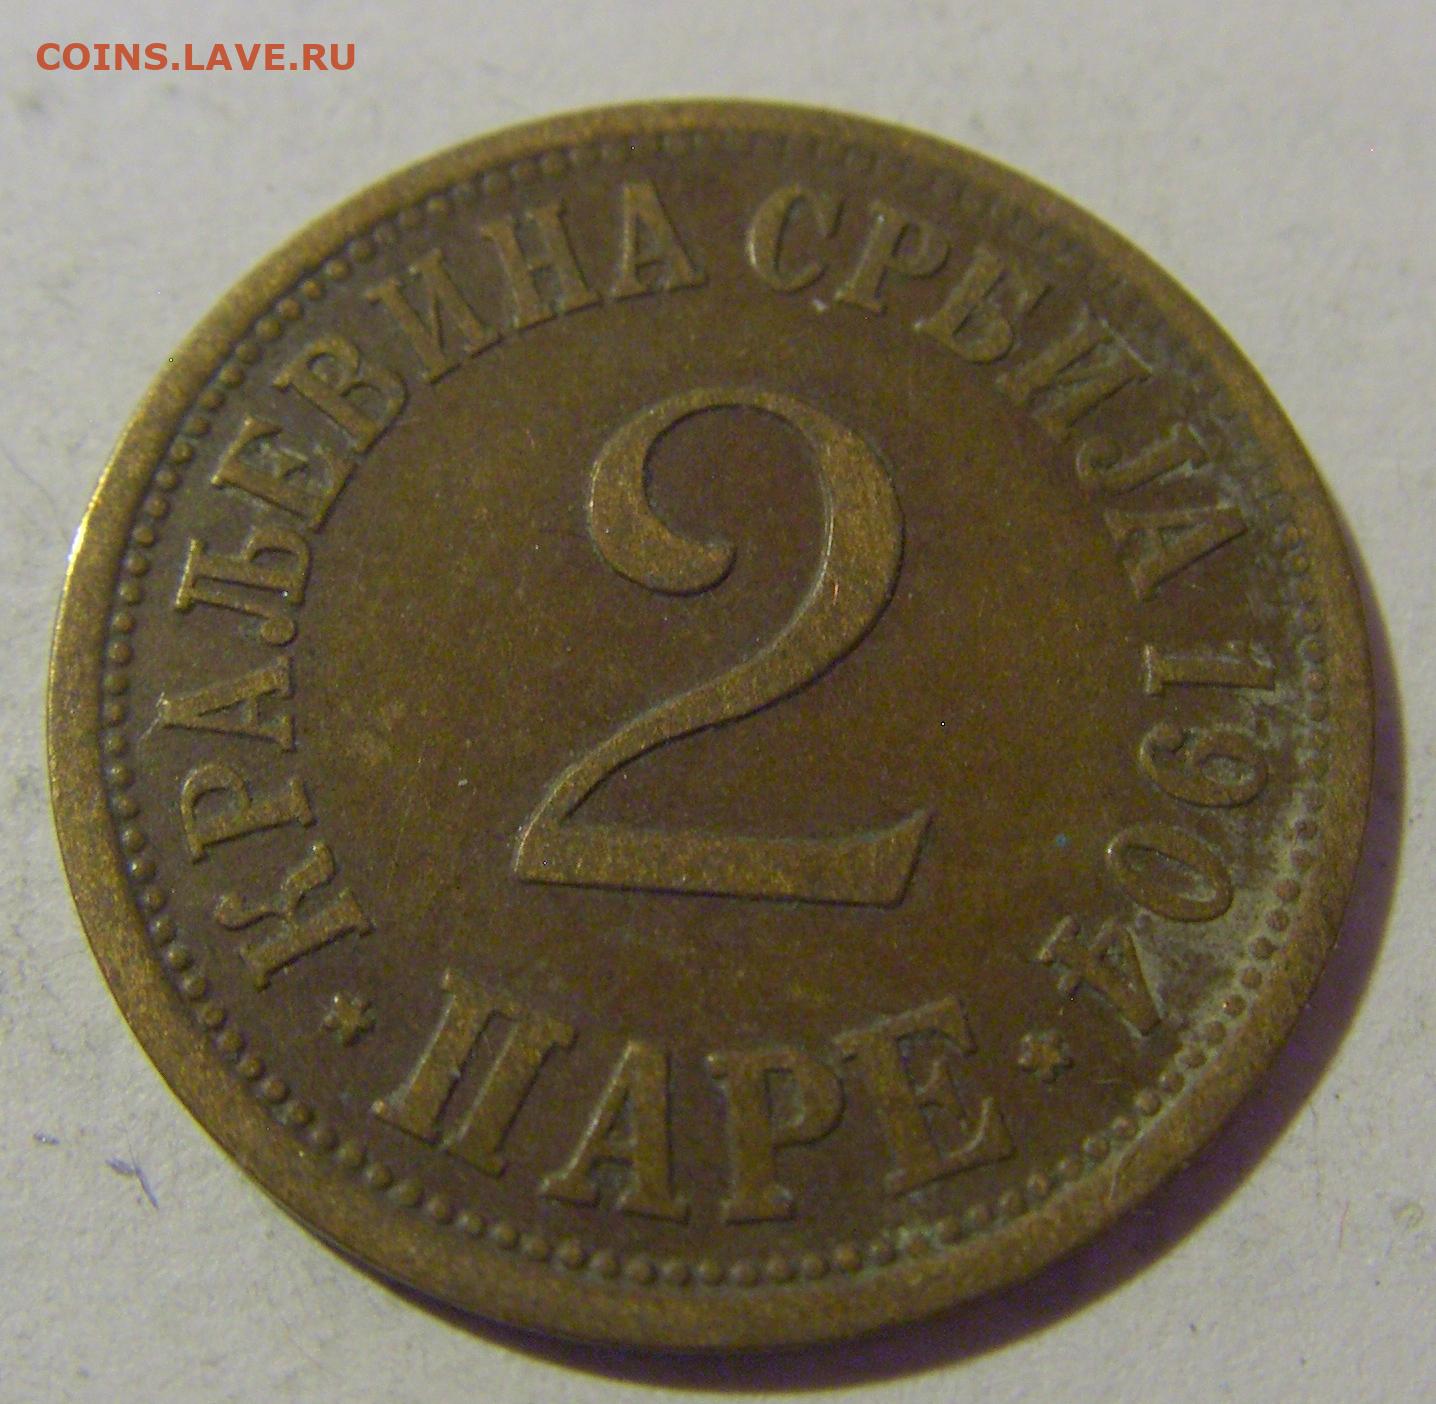 COINS.LAVE.RU
КРАЉЕВИНА СРБИЈА 1904
2
ПАРЕ